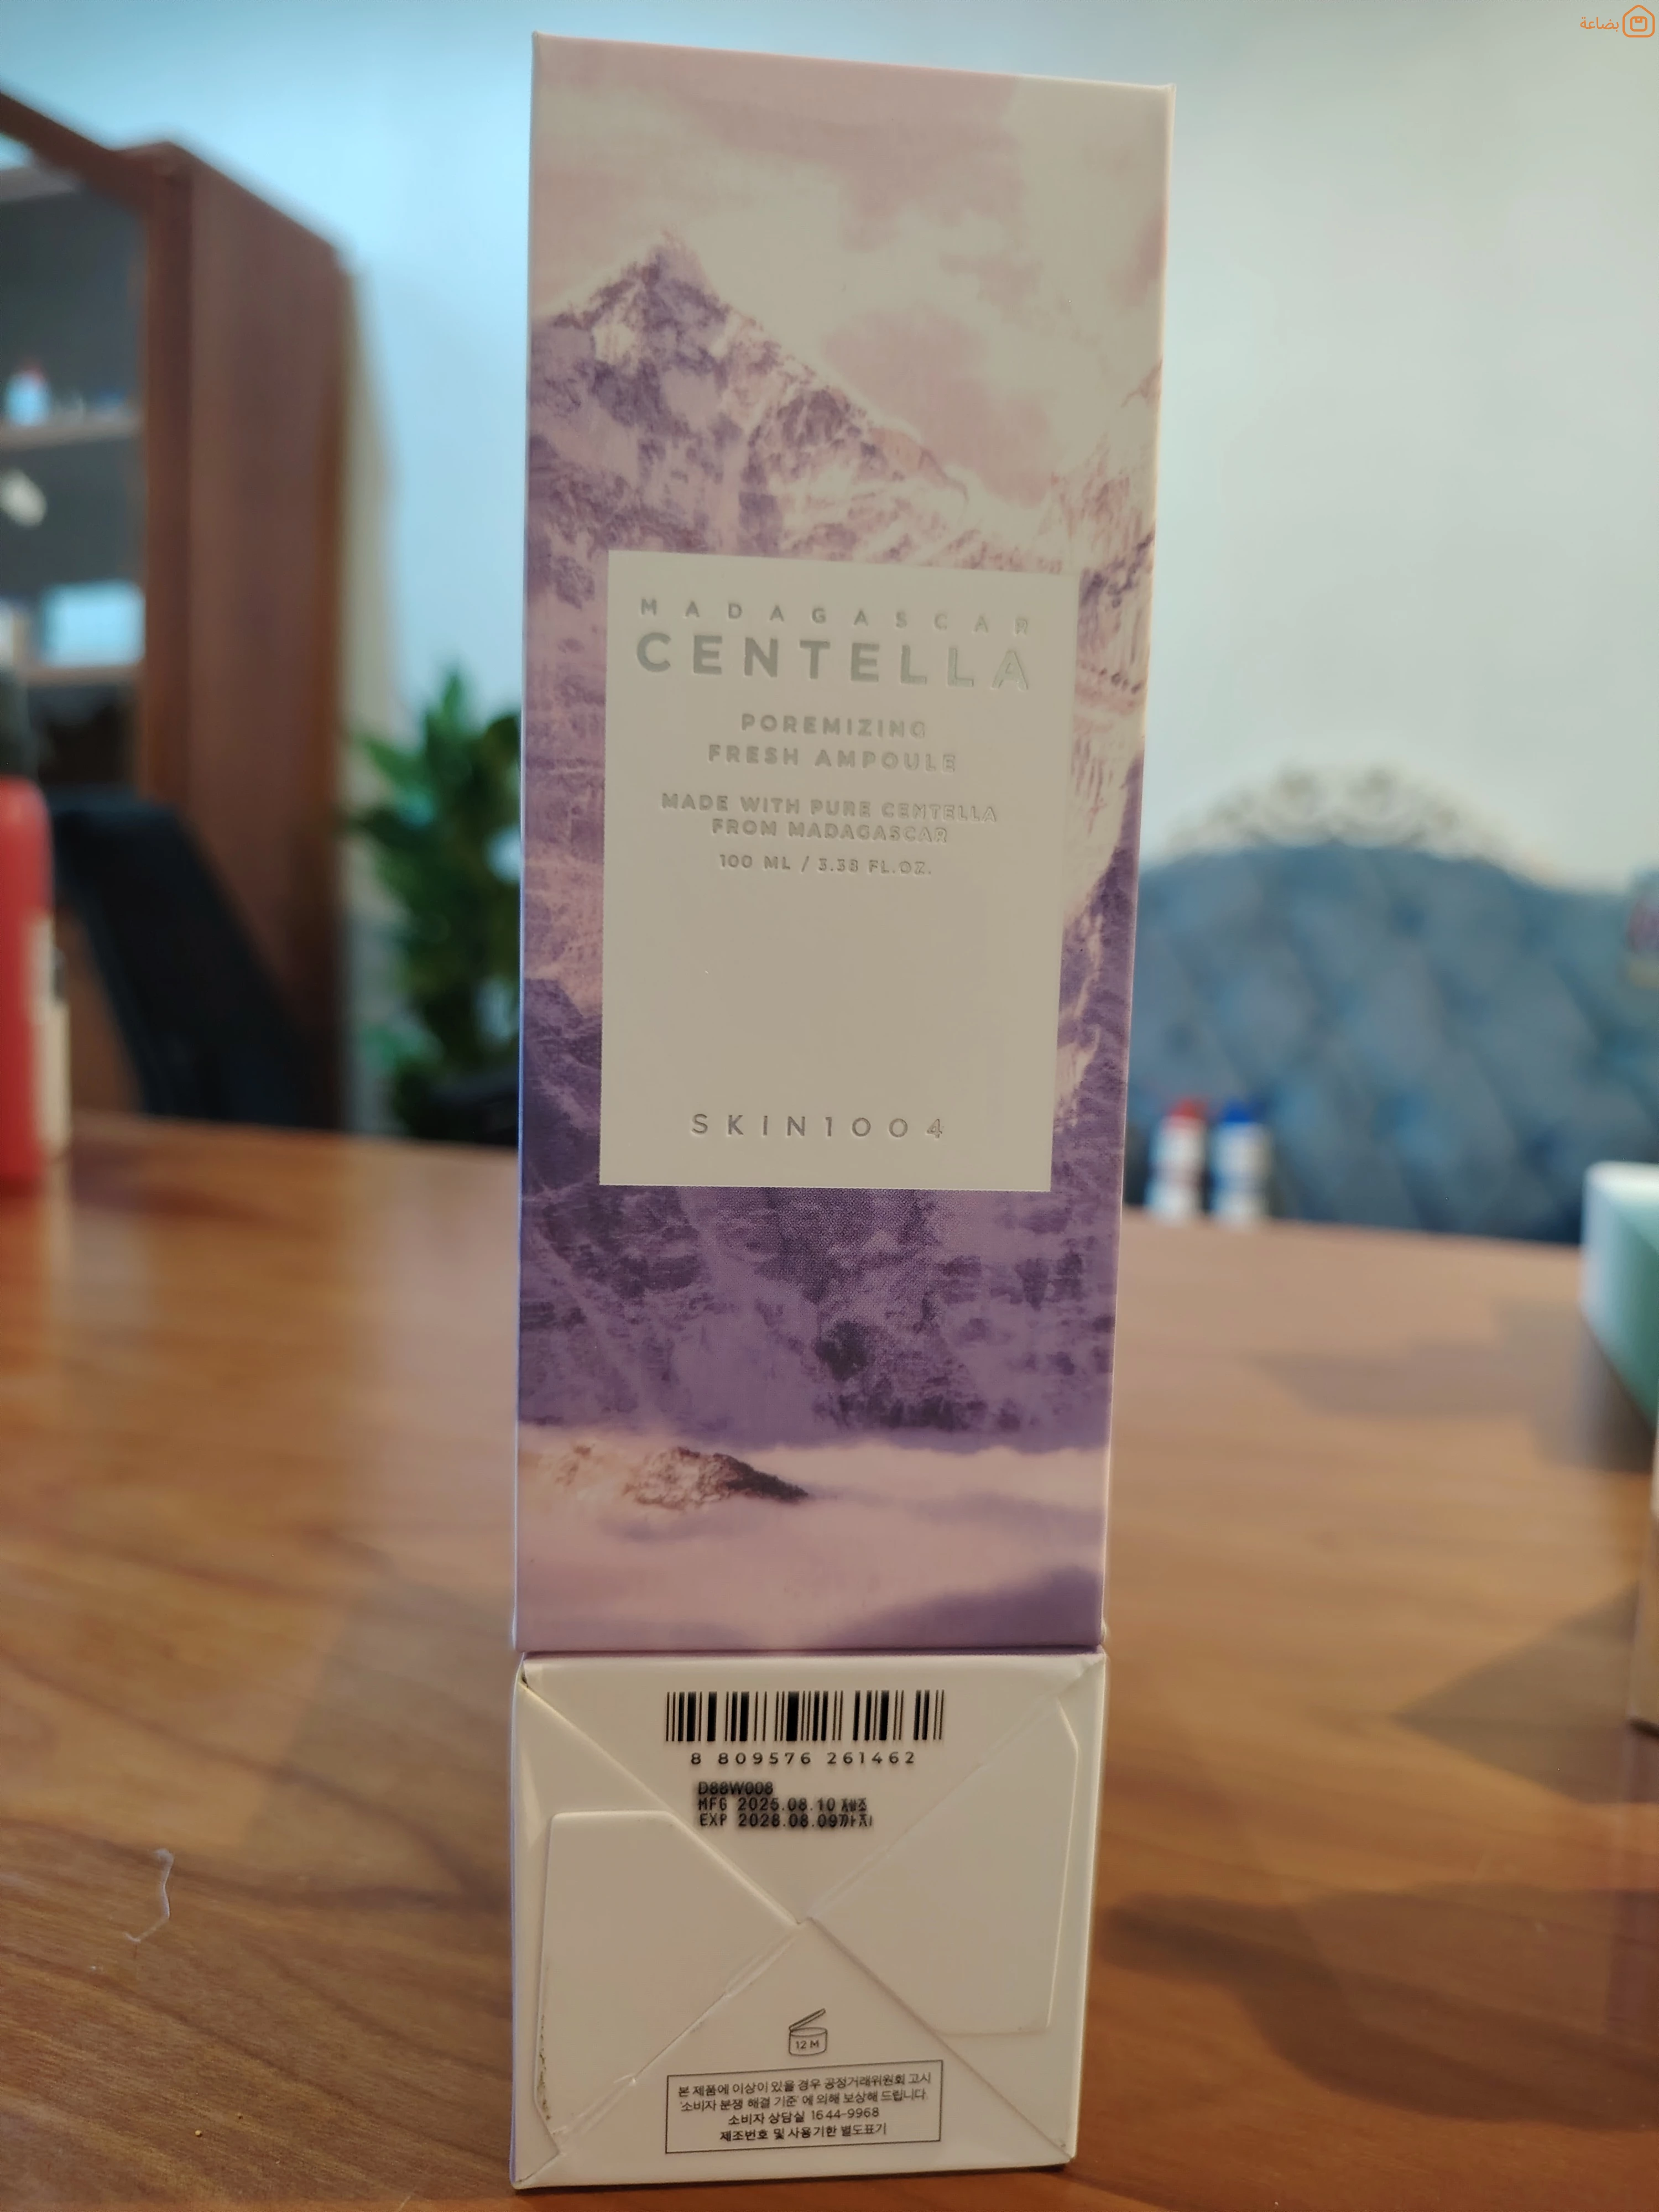 بضاعة
MADAGASCAR
CENTELLA
POREMIZING
FRESH AMPOULE
MADE WITH PURE CENTELLA
FROM MADAGASCAR
100 ML / 3.38 FL.OZ.
SKIN1004
8 809576 261462
D88W008
MFG 2025.08.10 제조
EXP 2028.08.09까지
12 M
본 제품에 이상이 있을 경우 공정거래위원회 고시
'소비자 분쟁 해결 기준' 에 의해 보상해 드립니다.
소비자 상담실 1644-9968
제조번호 및 사용기한 별도표기